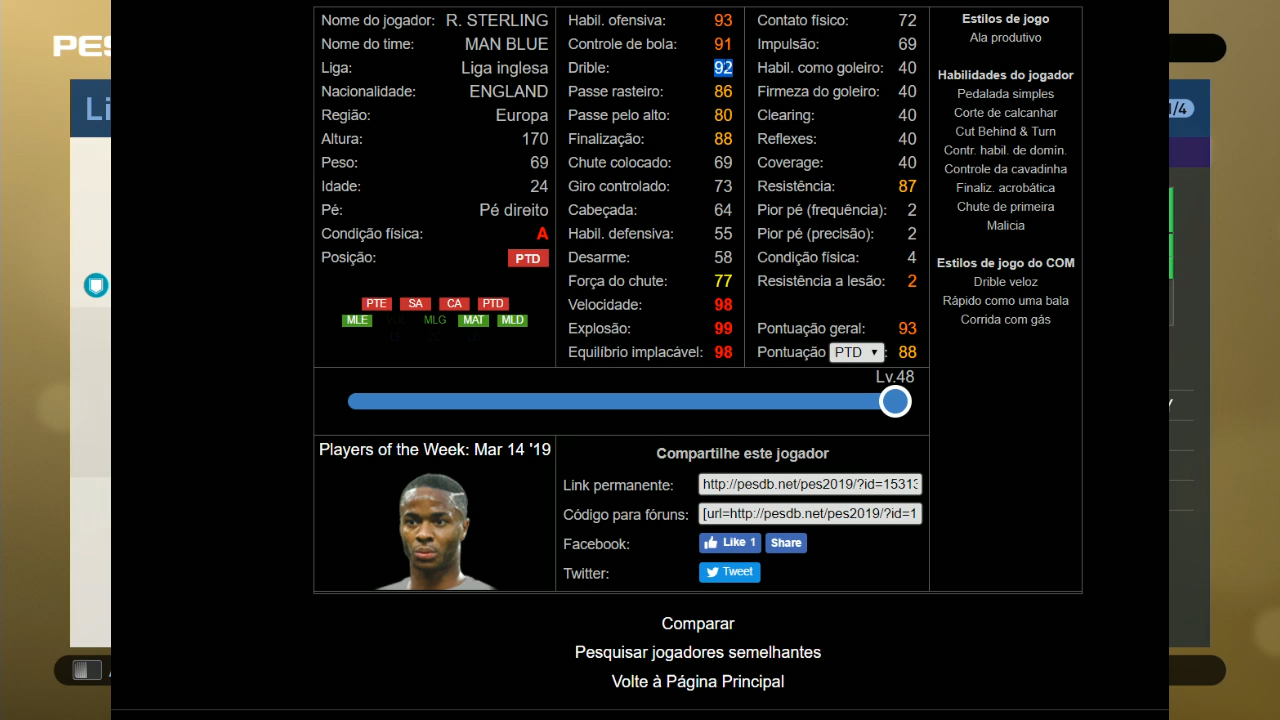 PES
Li
1/4
Nome do jogador: R. STERLING
Nome do time: MAN BLUE
Liga: Liga inglesa
Nacionalidade: ENGLAND
Região: Europa
Altura: 170
Peso: 69
Idade: 24
Pé: Pé direito
Condição física: A
Posição: PTD
PTE SA CA PTD
MLE VOL MLG MAT MLD
LE ZC LD
Habil. ofensiva: 93
Controle de bola: 91
Drible: 92
Passe rasteiro: 86
Passe pelo alto: 80
Finalização: 88
Chute colocado: 69
Giro controlado: 73
Cabeçada: 64
Habil. defensiva: 55
Desarme: 58
Força do chute: 77
Velocidade: 98
Explosão: 99
Equilíbrio implacável: 98
Contato físico: 72
Impulsão: 69
Habil. como goleiro: 40
Firmeza do goleiro: 40
Clearing: 40
Reflexes: 40
Coverage: 40
Resistência: 87
Pior pé (frequência): 2
Pior pé (precisão): 2
Condição física: 4
Resistência a lesão: 2
Pontuação geral: 93
Pontuação PTD ▼ : 88
Estilos de jogo
Ala produtivo
Habilidades do jogador
Pedalada simples
Corte de calcanhar
Cut Behind & Turn
Contr. habil. de domín.
Controle da cavadinha
Finaliz. acrobática
Chute de primeira
Malicia
Estilos de jogo do COM
Drible veloz
Rápido como uma bala
Corrida com gás
Lv.48
Players of the Week: Mar 14 '19
Compartilhe este jogador
Link permanente: http://pesdb.net/pes2019/?id=15313
Código para fóruns: [url=http://pesdb.net/pes2019/?id=1
Facebook: Like 1 Share
Twitter: Tweet
Comparar
Pesquisar jogadores semelhantes
Volte à Página Principal